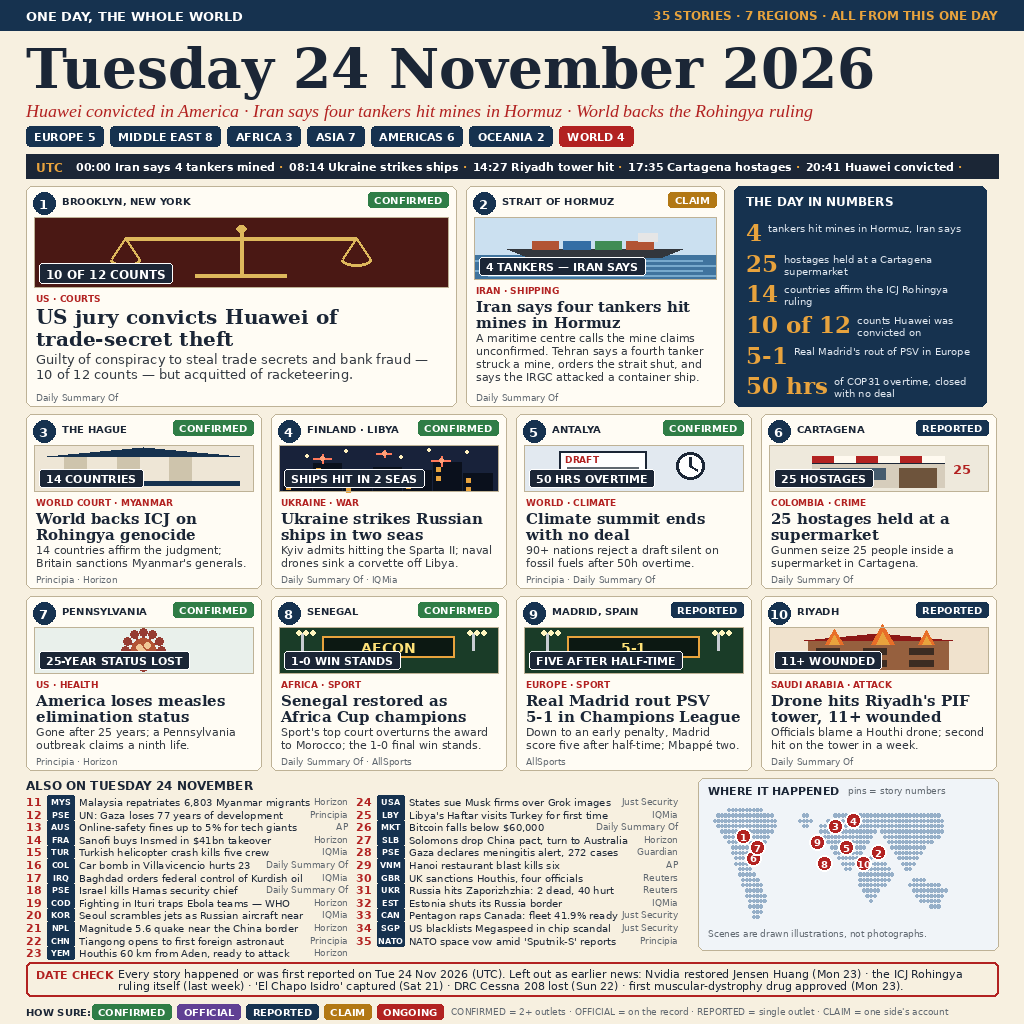 ONE DAY, THE WHOLE WORLD
35 STORIES · 7 REGIONS · ALL FROM THIS ONE DAY
Tuesday 24 November 2026
Huawei convicted in America · Iran says four tankers hit mines in Hormuz · World backs the Rohingya ruling
EUROPE 5
MIDDLE EAST 8
AFRICA 3
ASIA 7
AMERICAS 6
OCEANIA 2
WORLD 4
UTC 00:00 Iran says 4 tankers mined · 08:14 Ukraine strikes ships · 14:27 Riyadh tower hit · 17:35 Cartagena hostages · 20:41 Huawei convicted ·
1 BROOKLYN, NEW YORK CONFIRMED
10 OF 12 COUNTS
US · COURTS
US jury convicts Huawei of
trade-secret theft
Guilty of conspiracy to steal trade secrets and bank fraud —
10 of 12 counts — but acquitted of racketeering.
Daily Summary Of
2 STRAIT OF HORMUZ CLAIM
4 TANKERS — IRAN SAYS
IRAN · SHIPPING
Iran says four tankers hit
mines in Hormuz
A maritime centre calls the mine claims
unconfirmed. Tehran says a fourth tanker
struck a mine, orders the strait shut, and
says the IRGC attacked a container ship.
Daily Summary Of
THE DAY IN NUMBERS
4 tankers hit mines in Hormuz, Iran says
25 hostages held at a Cartagena
supermarket
14 countries affirm the ICJ Rohingya
ruling
10 of 12 counts Huawei was
convicted on
5-1 Real Madrid's rout of PSV in Europe
50 hrs of COP31 overtime, closed
with no deal
3 THE HAGUE CONFIRMED
14 COUNTRIES
WORLD COURT · MYANMAR
World backs ICJ on
Rohingya genocide
14 countries affirm the judgment;
Britain sanctions Myanmar's generals.
Principia · Horizon
4 FINLAND · LIBYA CONFIRMED
SHIPS HIT IN 2 SEAS
UKRAINE · WAR
Ukraine strikes Russian
ships in two seas
Kyiv admits hitting the Sparta II; naval
drones sink a corvette off Libya.
Daily Summary Of · IQMia
5 ANTALYA CONFIRMED
DRAFT
50 HRS OVERTIME
WORLD · CLIMATE
Climate summit ends
with no deal
90+ nations reject a draft silent on
fossil fuels after 50h overtime.
Principia · Daily Summary Of
6 CARTAGENA REPORTED
25
25 HOSTAGES
COLOMBIA · CRIME
25 hostages held at a
supermarket
Gunmen seize 25 people inside a
supermarket in Cartagena.
Daily Summary Of
7 PENNSYLVANIA CONFIRMED
25-YEAR STATUS LOST
US · HEALTH
America loses measles
elimination status
Gone after 25 years; a Pennsylvania
outbreak claims a ninth life.
Principia · Horizon
8 SENEGAL CONFIRMED
AFCON
1-0 WIN STANDS
AFRICA · SPORT
Senegal restored as
Africa Cup champions
Sport's top court overturns the award
to Morocco; the 1-0 final win stands.
Daily Summary Of · AllSports
9 MADRID, SPAIN REPORTED
5-1
FIVE AFTER HALF-TIME
EUROPE · SPORT
Real Madrid rout PSV
5-1 in Champions League
Down to an early penalty, Madrid
score five after half-time; Mbappé two.
AllSports
10 RIYADH REPORTED
11+ WOUNDED
SAUDI ARABIA · ATTACK
Drone hits Riyadh's PIF
tower, 11+ wounded
Officials blame a Houthi drone; second
hit on the tower in a week.
Daily Summary Of
ALSO ON TUESDAY 24 NOVEMBER
11 MYS Malaysia repatriates 6,803 Myanmar migrants Horizon
12 PSE UN: Gaza loses 77 years of development Principia
13 AUS Online-safety fines up to 5% for tech giants AP
14 FRA Sanofi buys Insmed in $41bn takeover Horizon
15 TUR Turkish helicopter crash kills five crew IQMia
16 COL Car bomb in Villavicencio hurts 23 Daily Summary Of
17 IRQ Baghdad orders federal control of Kurdish oil IQMia
18 PSE Israel kills Hamas security chief Daily Summary Of
19 COD Fighting in Ituri traps Ebola teams — WHO Horizon
20 KOR Seoul scrambles jets as Russian aircraft near IQMia
21 NPL Magnitude 5.6 quake near the China border Horizon
22 CHN Tiangong opens to first foreign astronaut Principia
23 YEM Houthis 60 km from Aden, ready to attack Horizon
24 USA States sue Musk firms over Grok images Just Security
25 LBY Libya's Haftar visits Turkey for first time IQMia
26 MKT Bitcoin falls below $60,000 Daily Summary Of
27 SLB Solomons drop China pact, turn to Australia Horizon
28 PSE Gaza declares meningitis alert, 272 cases Guardian
29 VNM Hanoi restaurant blast kills six AP
30 GBR UK sanctions Houthis, four officials Reuters
31 UKR Russia hits Zaporizhzhia: 2 dead, 40 hurt Reuters
32 EST Estonia shuts its Russia border IQMia
33 CAN Pentagon raps Canada: fleet 41.9% ready Just Security
34 SGP US blacklists Megaspeed in chip scandal Just Security
35 NATO NATO space vow amid 'Sputnik-S' reports Principia
WHERE IT HAPPENED pins = story numbers
1
7
6
9
3
4
5
8
10
2
Scenes are drawn illustrations, not photographs.
DATE CHECK Every story happened or was first reported on Tue 24 Nov 2026 (UTC). Left out as earlier news: Nvidia restored Jensen Huang (Mon 23) · the ICJ Rohingya
ruling itself (last week) · 'El Chapo Isidro' captured (Sat 21) · DRC Cessna 208 lost (Sun 22) · first muscular-dystrophy drug approved (Mon 23).
HOW SURE: CONFIRMED OFFICIAL REPORTED CLAIM ONGOING CONFIRMED = 2+ outlets · OFFICIAL = on the record · REPORTED = single outlet · CLAIM = one side's account